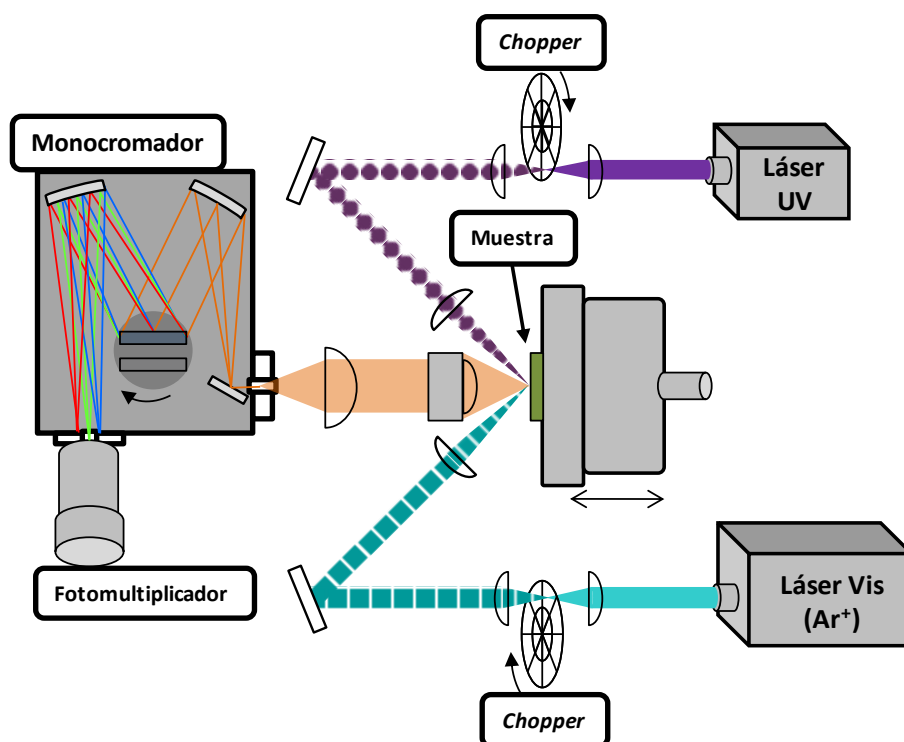 Chopper
Monocromador
Láser
UV
Muestra
Fotomultiplicador
Láser Vis
(Ar⁺)
Chopper